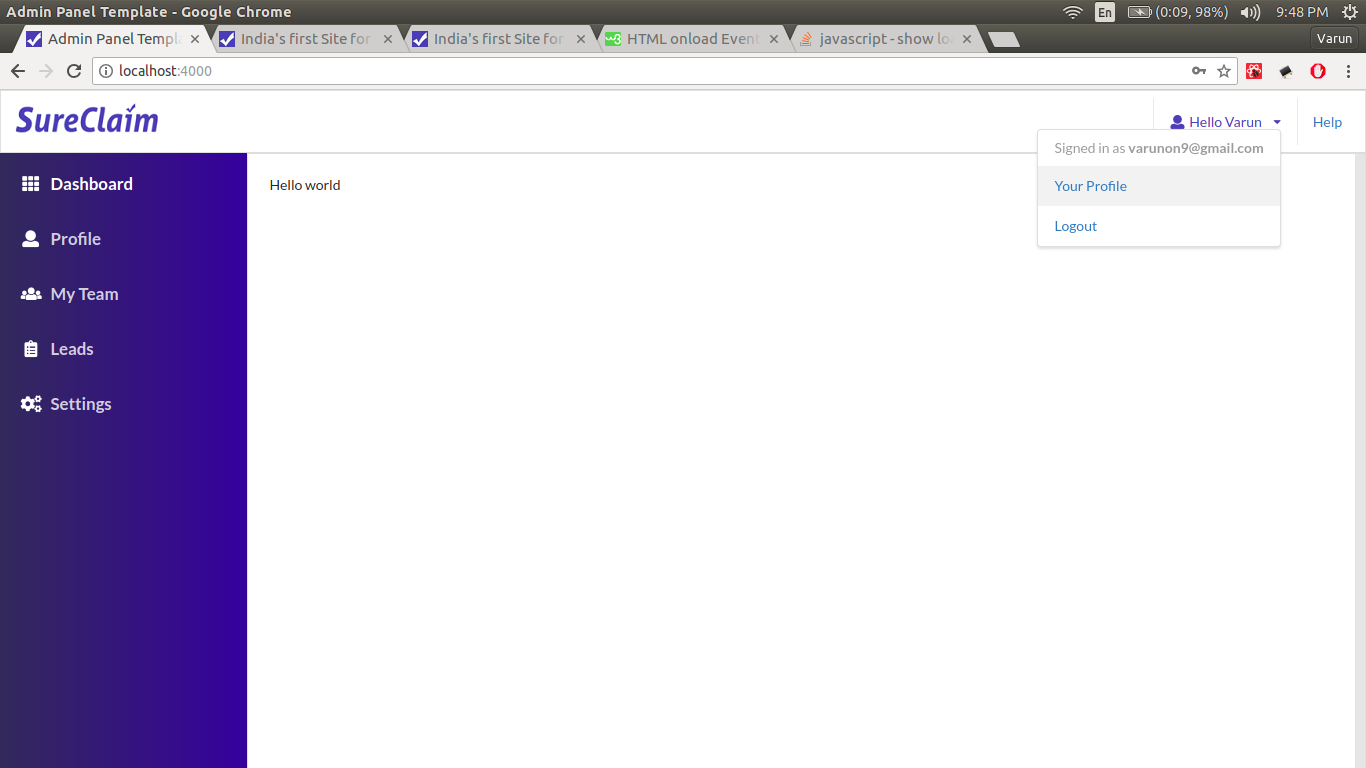 Admin Panel Template - Google Chrome
En (0:09, 98%) 9:48 PM
Admin Panel Templa
India's first Site for
India's first Site for
w3 HTML onload Event
javascript - show lo
Varun
localhost:4000
SureClaim
Hello Varun
Help
Signed in as varunon9@gmail.com
Your Profile
Logout
Dashboard
Profile
My Team
Leads
Settings
Hello world